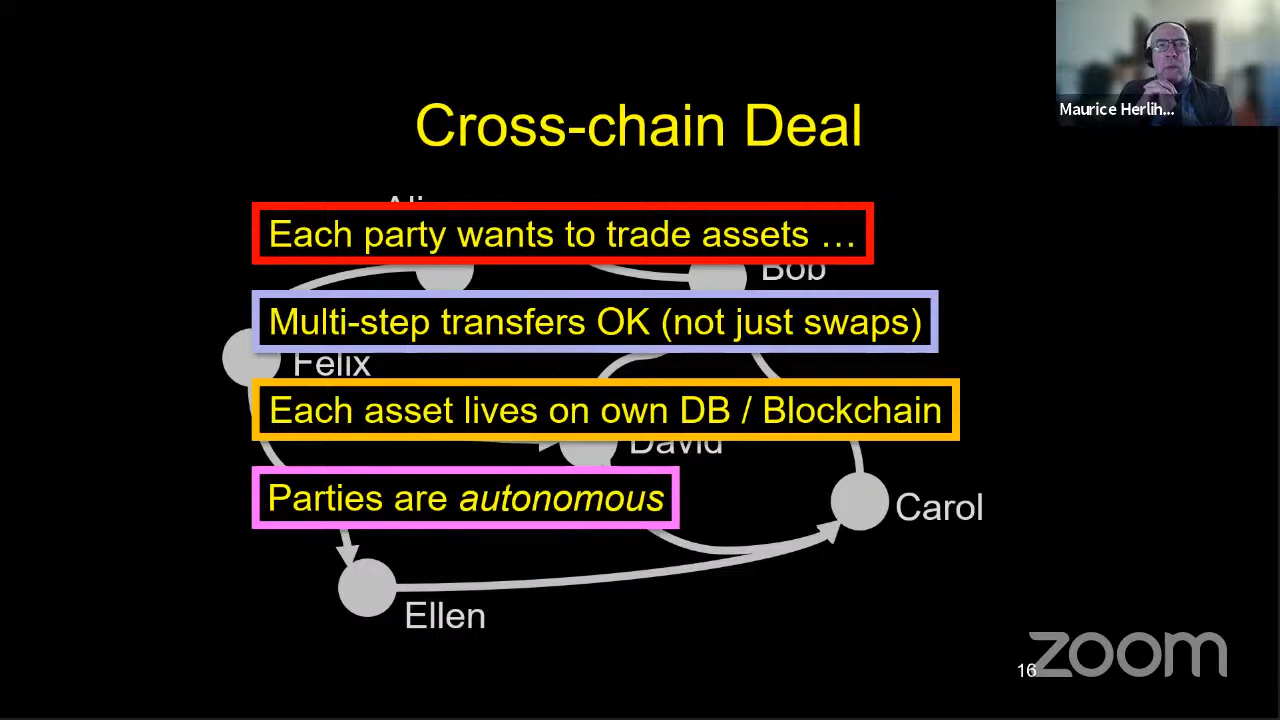 Maurice Herlih...
Cross-chain Deal
Each party wants to trade assets …
Bob
Multi-step transfers OK (not just swaps)
Felix
Each asset lives on own DB / Blockchain
David
Parties are autonomous
Carol
Ellen
16
zoom